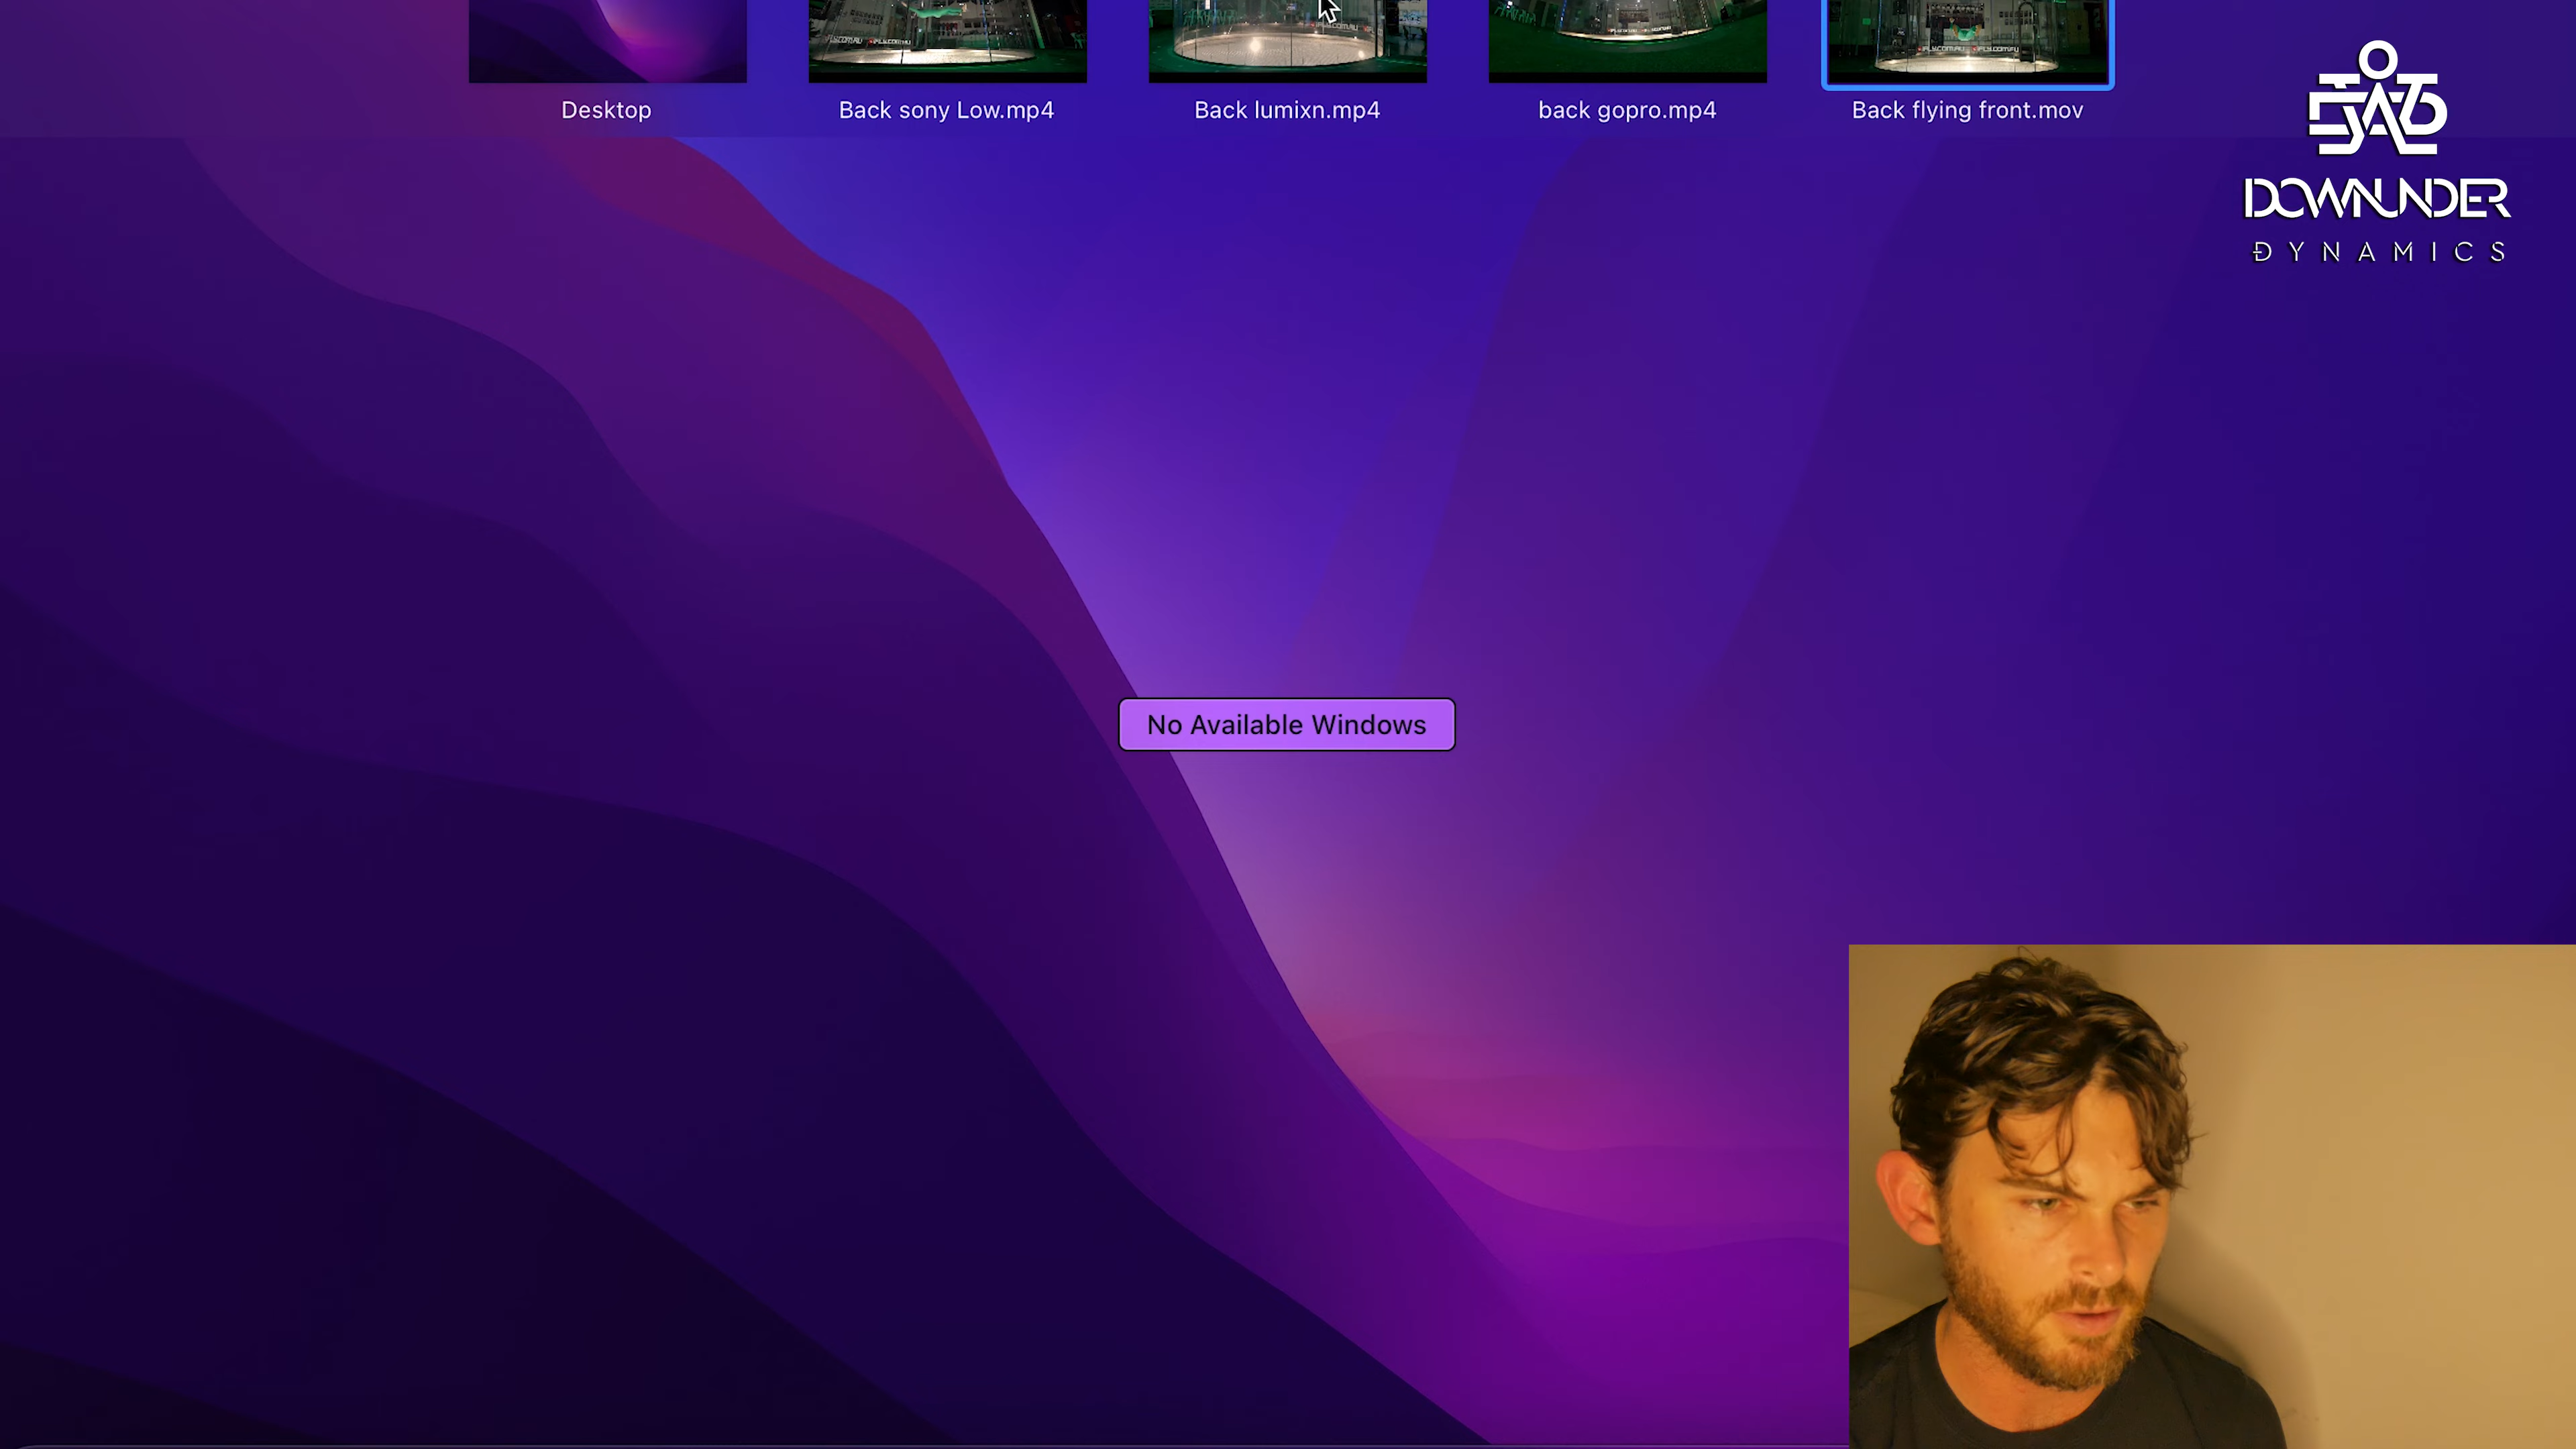 Desktop
Back sony Low.mp4
Back lumixn.mp4
back gopro.mp4
Back flying front.mov
DOWNUNDER
DYNAMICS
No Available Windows